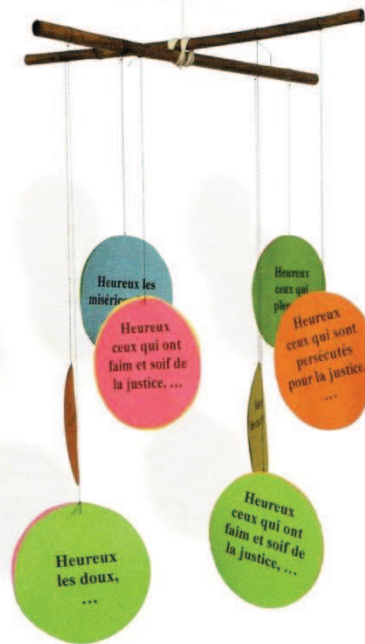 Heureux les
Heureux
ceux qui
Heureux
ceux qui ont
faim et soif de
la justice, ...
Heureux
ceux qui sont
persécutés
pour la justice,
...
Heureux
les doux,
...
Heureux
ceux qui ont
faim et soif de
la justice, ...